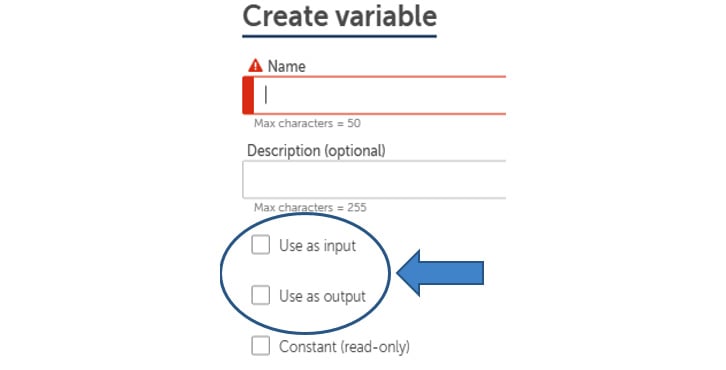 Create variable
Name
Max characters = 50
Description (optional)
Max characters = 255
Use as input
Use as output
Constant (read-only)